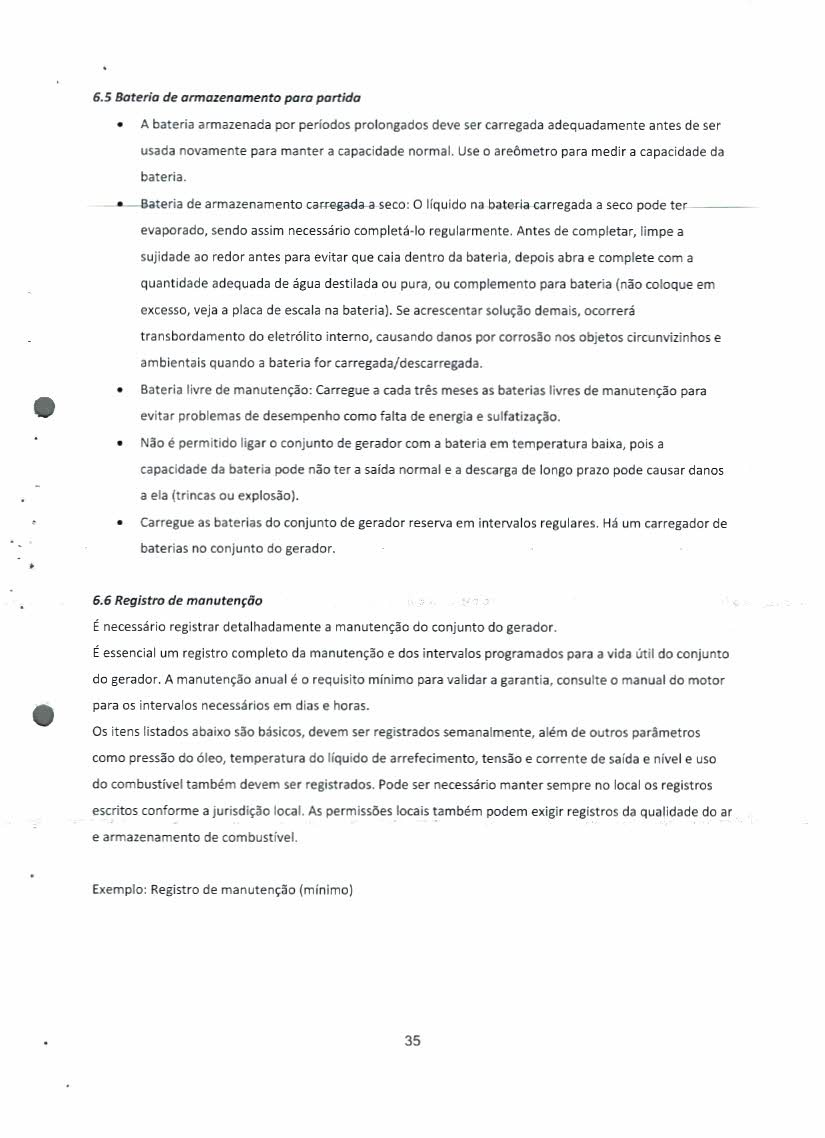 6.5 Bateria de armazenamento para partida
• A bateria armazenada por períodos prolongados deve ser carregada adequadamente antes de ser
usada novamente para manter a capacidade normal. Use o areômetro para medir a capacidade da
bateria.
• Bateria de armazenamento carregada a seco: O líquido na bateria carregada a seco pode ter
evaporado, sendo assim necessário completá-lo regularmente. Antes de completar, limpe a
sujidade ao redor antes para evitar que caia dentro da bateria, depois abra e complete com a
quantidade adequada de água destilada ou pura, ou complemento para bateria (não coloque em
excesso, veja a placa de escala na bateria). Se acrescentar solução demais, ocorrerá
transbordamento do eletrólito interno, causando danos por corrosão nos objetos circunvizinhos e
ambientais quando a bateria for carregada/descarregada.
• Bateria livre de manutenção: Carregue a cada três meses as baterias livres de manutenção para
evitar problemas de desempenho como falta de energia e sulfatização.
• Não é permitido ligar o conjunto de gerador com a bateria em temperatura baixa, pois a
capacidade da bateria pode não ter a saída normal e a descarga de longo prazo pode causar danos
a ela (trincas ou explosão).
• Carregue as baterias do conjunto de gerador reserva em intervalos regulares. Há um carregador de
baterias no conjunto do gerador.
6.6 Registro de manutenção
É necessário registrar detalhadamente a manutenção do conjunto do gerador.
É essencial um registro completo da manutenção e dos intervalos programados para a vida útil do conjunto
do gerador. A manutenção anual é o requisito mínimo para validar a garantia, consulte o manual do motor
para os intervalos necessários em dias e horas.
Os itens listados abaixo são básicos, devem ser registrados semanalmente, além de outros parâmetros
como pressão do óleo, temperatura do líquido de arrefecimento, tensão e corrente de saída e nível e uso
do combustível também devem ser registrados. Pode ser necessário manter sempre no local os registros
escritos conforme a jurisdição local. As permissões locais também podem exigir registros da qualidade do ar
e armazenamento de combustível.
Exemplo: Registro de manutenção (mínimo)
35